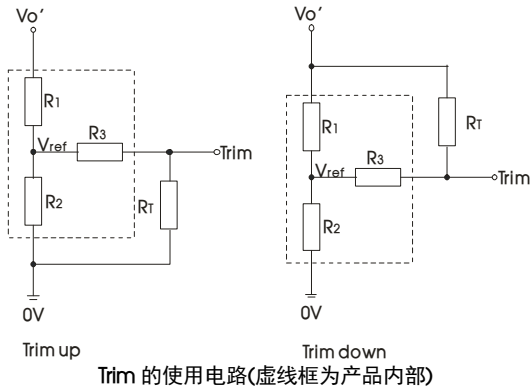 Vo'
R1
R3
Vref
Trim
R2
RT
0V
Trim up
Vo'
R1
RT
R3
Vref
Trim
R2
0V
Trim down
Trim 的使用电路(虚线框为产品内部)